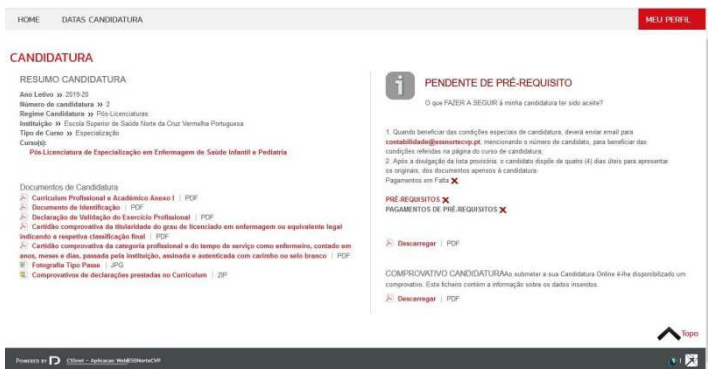 HOME DATAS CANDIDATURA MEU PERFIL
CANDIDATURA
RESUMO CANDIDATURA
Ano Letivo » 2019-20
Número de candidatura » 2
Regime Candidatura » Pós-Licenciaturas
Instituição » Escola Superior de Saúde Norte da Cruz Vermelha Portuguesa
Tipo de Curso » Especialização
Curso(s):
Pós-Licenciatura de Especialização em Enfermagem de Saúde Infantil e Pediatria
Documentos de Candidatura
Curriculum Profissional e Académico Anexo I | PDF
Documento de Identificação | PDF
Declaração de Validação do Exercício Profissional | PDF
Certidão comprovativa da titularidade do grau de licenciado em enfermagem ou equivalente legal
indicando a respetiva classificação final | PDF
Certidão comprovativa da categoria profissional e do tempo de serviço como enfermeiro, contado em
anos, meses e dias, passada pela instituição, assinada e autenticada com carimbo ou selo branco | PDF
Fotografia Tipo Passe | JPG
Comprovativos de declarações prestadas no Curriculum | ZIP
PENDENTE DE PRÉ-REQUISITO
O que FAZER A SEGUIR à minha candidatura ter sido aceite?
1. Quando beneficiar das condições especiais de candidatura, deverá enviar email para
contabilidade@essnortecvp.pt, mencionando o número de candidato, para beneficiar das
condições referidas na página do curso de candidatura;
2. Após a divulgação da lista provisória, o candidato dispõe de quatro (4) dias úteis para apresentar
os originais, dos documentos apensos à candidatura.
Pagamentos em Falta
PRÉ-REQUISITOS
PAGAMENTOS DE PRÉ-REQUISITOS
Descarregar | PDF
COMPROVATIVO CANDIDATURAAo submeter a sua Candidatura Online é-lhe disponibilizado um
comprovativo. Este ficheiro contém a informação sobre os dados inseridos.
Descarregar | PDF
Topo
POWERED BY CSSnet - Aplicacao Web|ESSNorteCVP